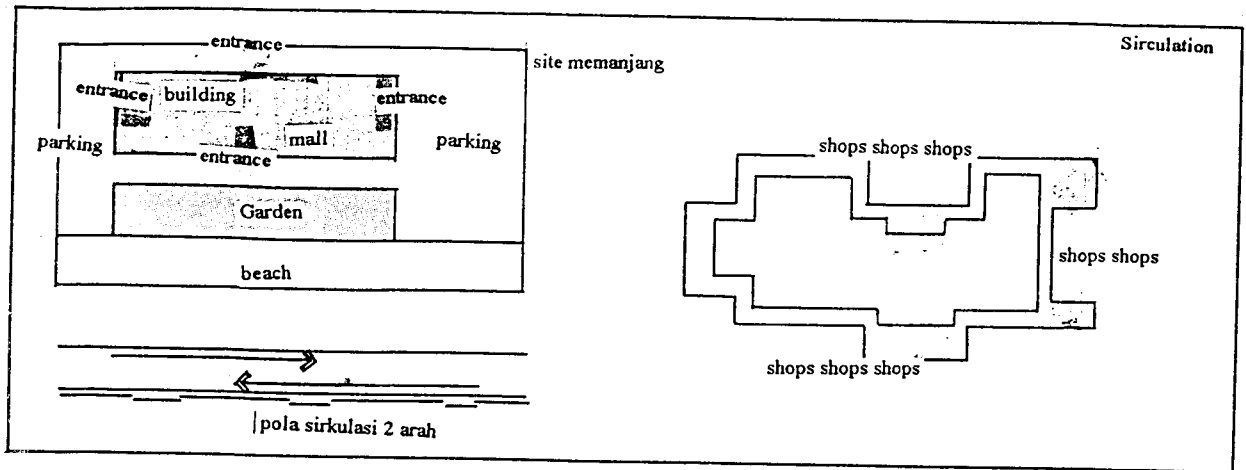 entrance
site memanjang
Sirculation
entrance
building
entrance
parking
mall
parking
entrance
Garden
beach
shops shops shops
shops shops
shops shops shops
pola sirkulasi 2 arah